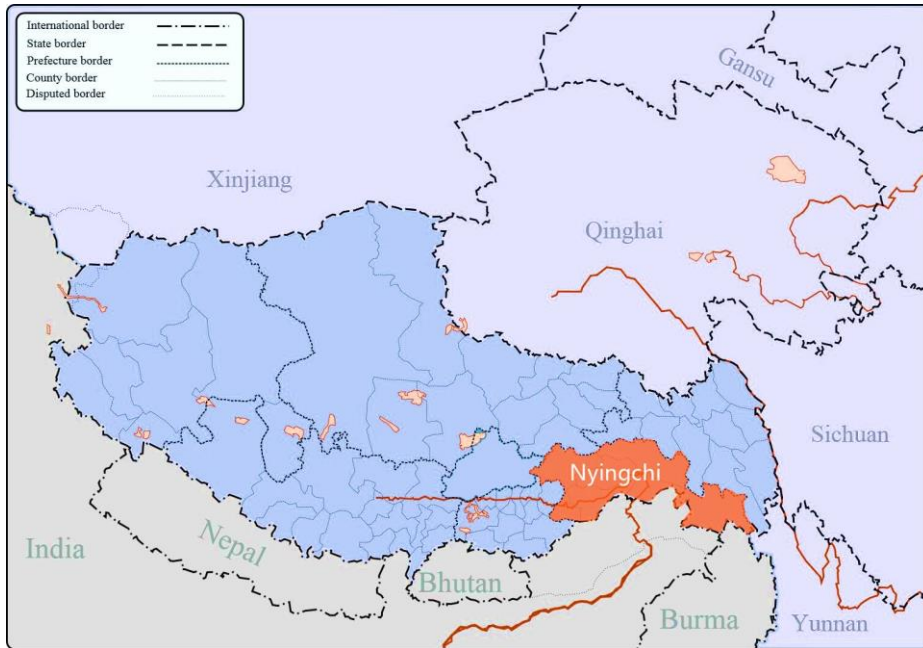 International border
State border
Prefecture border
County border
Disputed border
Gansu
Xinjiang
Qinghai
Sichuan
Nyingchi
India
Nepal
Bhutan
Burma
Yunnan